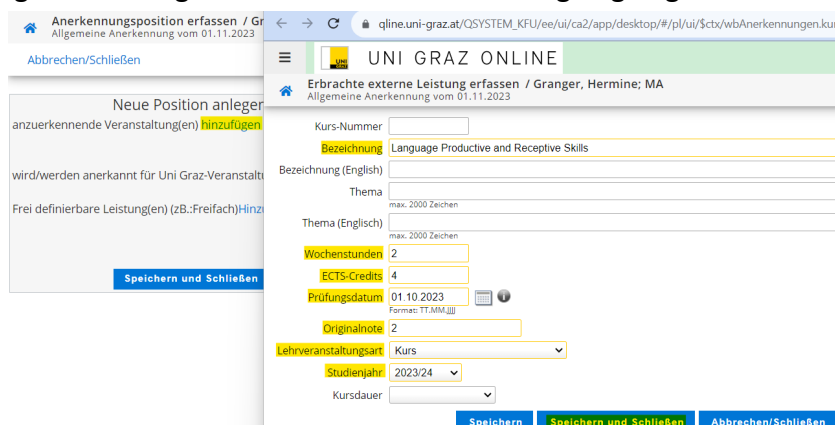 Anerkennungsposition erfassen / Gr
Allgemeine Anerkennung vom 01.11.2023
Abbrechen/Schließen
Neue Position anleger
anzuerkennende Veranstaltung(en) hinzufügen
wird/werden anerkannt für Uni Graz-Veranstalt
Frei definierbare Leistung(en) (zB.:Freifach)Hinz
Speichern und Schließen
qline.uni-graz.at/QSYSTEM_KFU/ee/ui/ca2/app/desktop/#/pl/ui/$ctx/wbAnerkennungen.kur
UNI GRAZ
UNI GRAZ ONLINE
Erbrachte externe Leistung erfassen / Granger, Hermine; MA
Allgemeine Anerkennung vom 01.11.2023
Kurs-Nummer
Bezeichnung Language Productive and Receptive Skills
Bezeichnung (English)
Thema
max. 2000 Zeichen
Thema (Englisch)
max. 2000 Zeichen
Wochenstunden 2
ECTS-Credits 4
Prüfungsdatum 01.10.2023
Format: TT.MM.JJJJ
Originalnote 2
Lehrveranstaltungsart Kurs
Studienjahr 2023/24
Kursdauer
Speichern Speichern und Schließen Abbrechen/Schließen